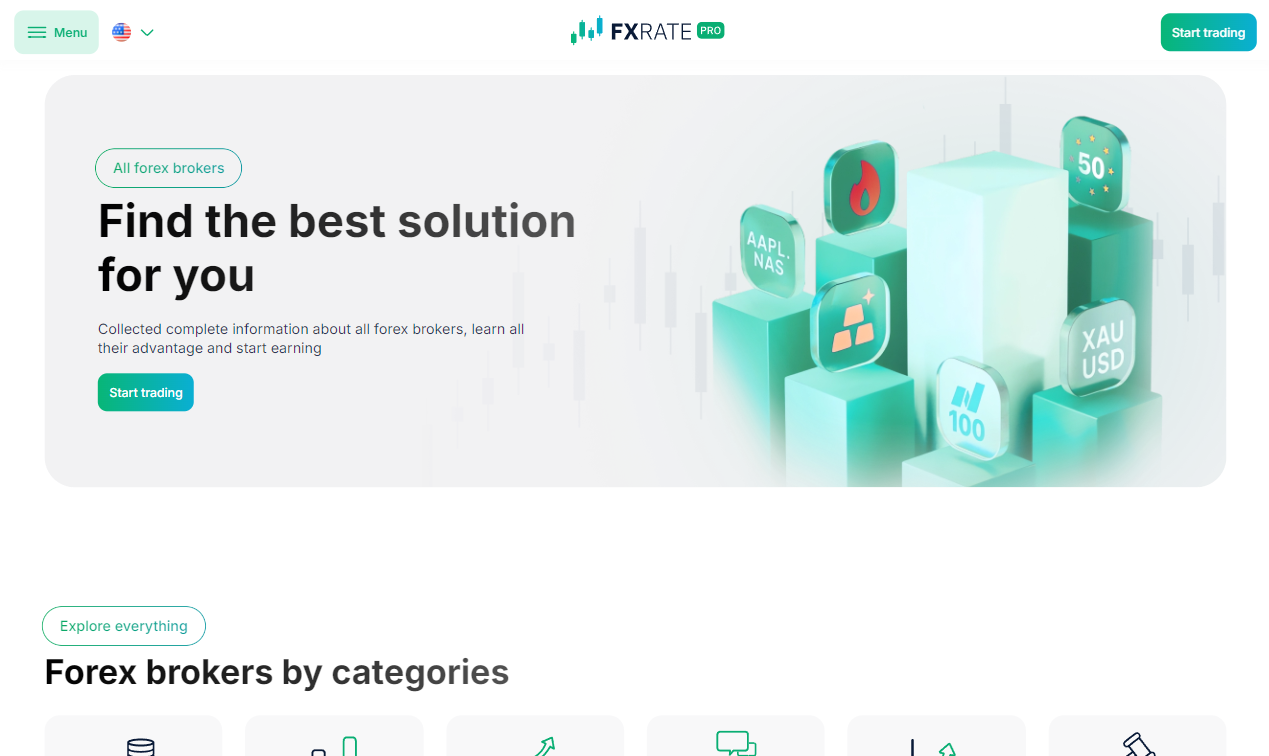 Menu
FXRATE PRO
Start trading
All forex brokers
Find the best solution
for you
Collected complete information about all forex brokers, learn all
their advantage and start earning
Start trading
AAPL.
NAS
50
XAU
USD
100
Explore everything
Forex brokers by categories